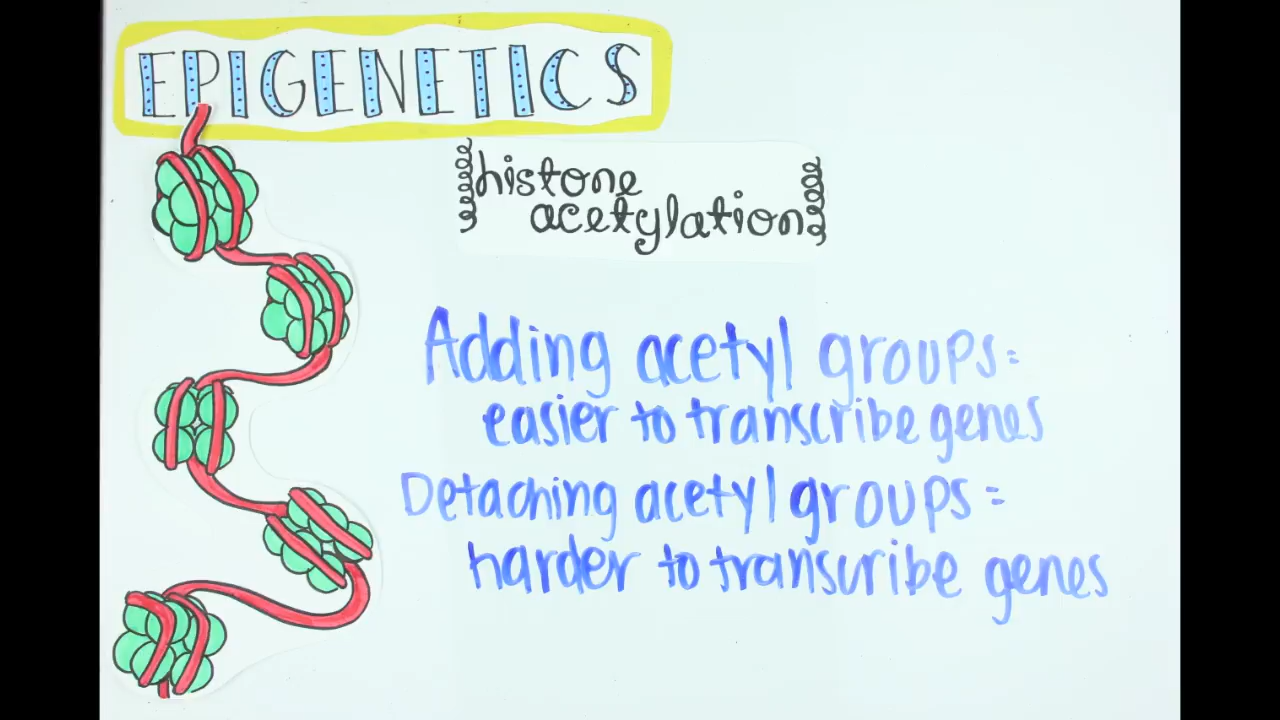 EPIGENETICS
histone
acetylation
Adding acetyl groups=
easier to transcribe genes
Detaching acetyl groups=
harder to transcribe genes